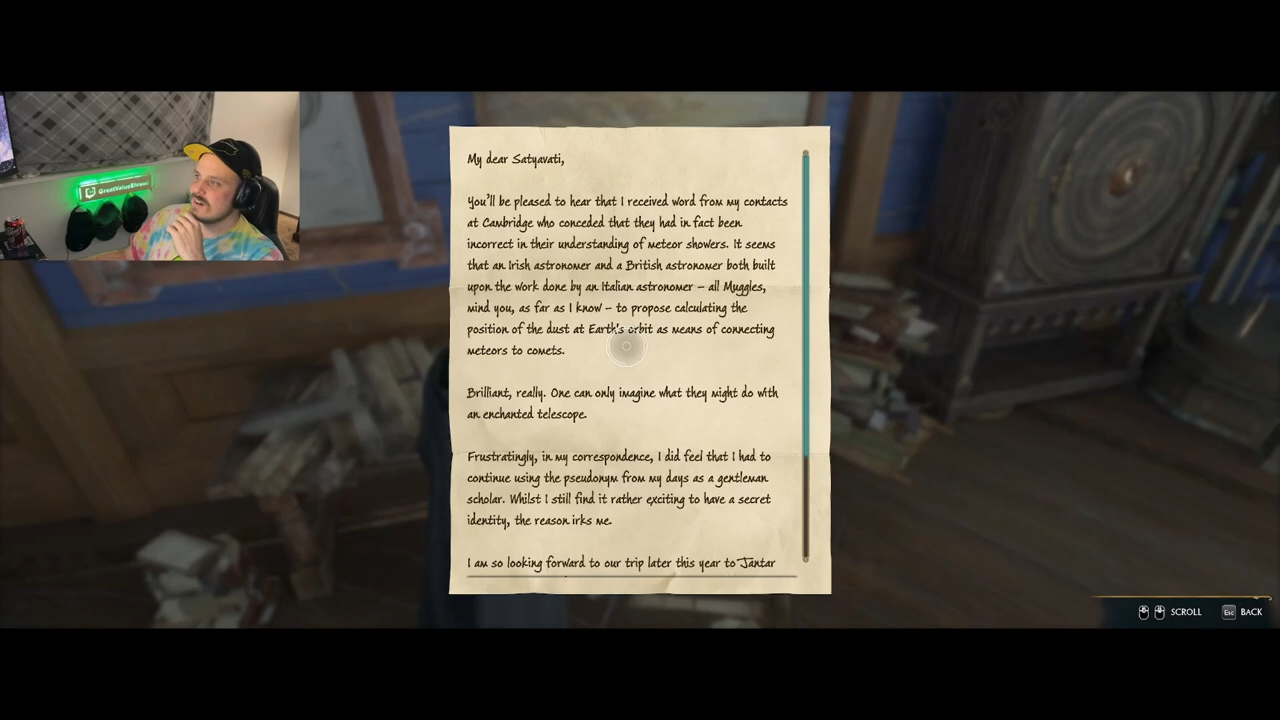 My dear Satyavati,
You'll be pleased to hear that I received word from my contacts
at Cambridge who conceded that they had in fact been
incorrect in their understanding of meteor showers. It seems
that an Irish astronomer and a British astronomer both built
upon the work done by an Italian astronomer – all Muggles,
mind you, as far as I know – to propose calculating the
position of the dust at Earth's orbit as means of connecting
meteors to comets.
Brilliant, really. One can only imagine what they might do with
an enchanted telescope.
Frustratingly, in my correspondence, I did feel that I had to
continue using the pseudonym from my days as a gentleman
scholar. Whilst I still find it rather exciting to have a secret
identity, the reason irks me.
I am so looking forward to our trip later this year to Jantar
Esc
SCROLL
BACK